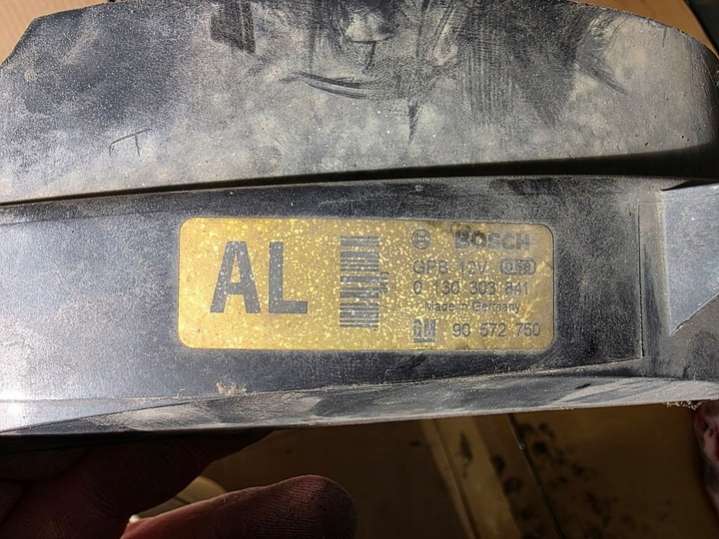 AL
BOSCH
GPB 12V
0 130 303 841
Made in Germany
GM 90 572 750